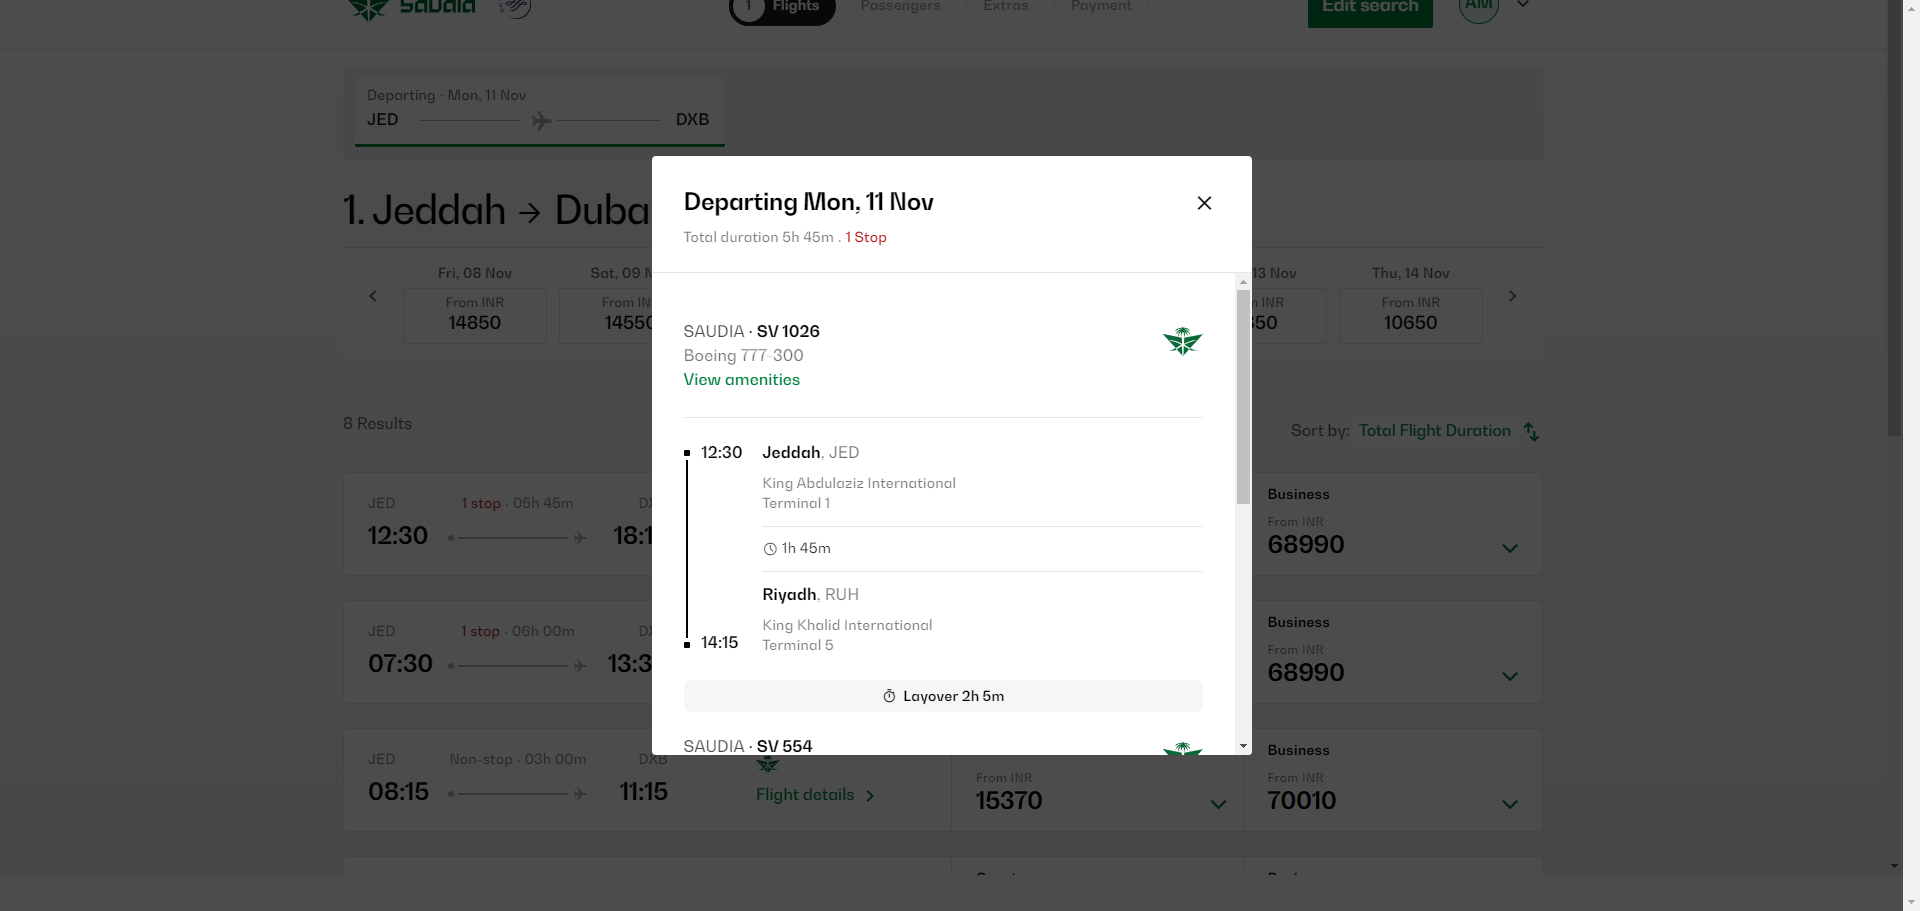 saudia
1
Flights
Passengers
Extras
Payment
Edit search
AM
Departing · Mon, 11 Nov
JED
DXB
1. Jeddah → Duba
Fri, 08 Nov
From INR
14850
Sat, 09 N
From IN
1455
13 Nov
n INR
350
Thu, 14 Nov
From INR
10650
8 Results
Sort by: Total Flight Duration
JED
1 stop · 05h 45m
12:30
18:1
Business
From INR
68990
JED
1 stop · 06h 00m
07:30
13:3
Business
From INR
68990
JED
Non-stop · 03h 00m
DXB
08:15
11:15
Flight details
From INR
15370
Business
From INR
70010
Departing Mon, 11 Nov
Total duration 5h 45m . 1 Stop
SAUDIA · SV 1026
Boeing 777-300
View amenities
12:30
Jeddah, JED
King Abdulaziz International
Terminal 1
1h 45m
Riyadh, RUH
King Khalid International
14:15
Terminal 5
Layover 2h 5m
SAUDIA · SV 554